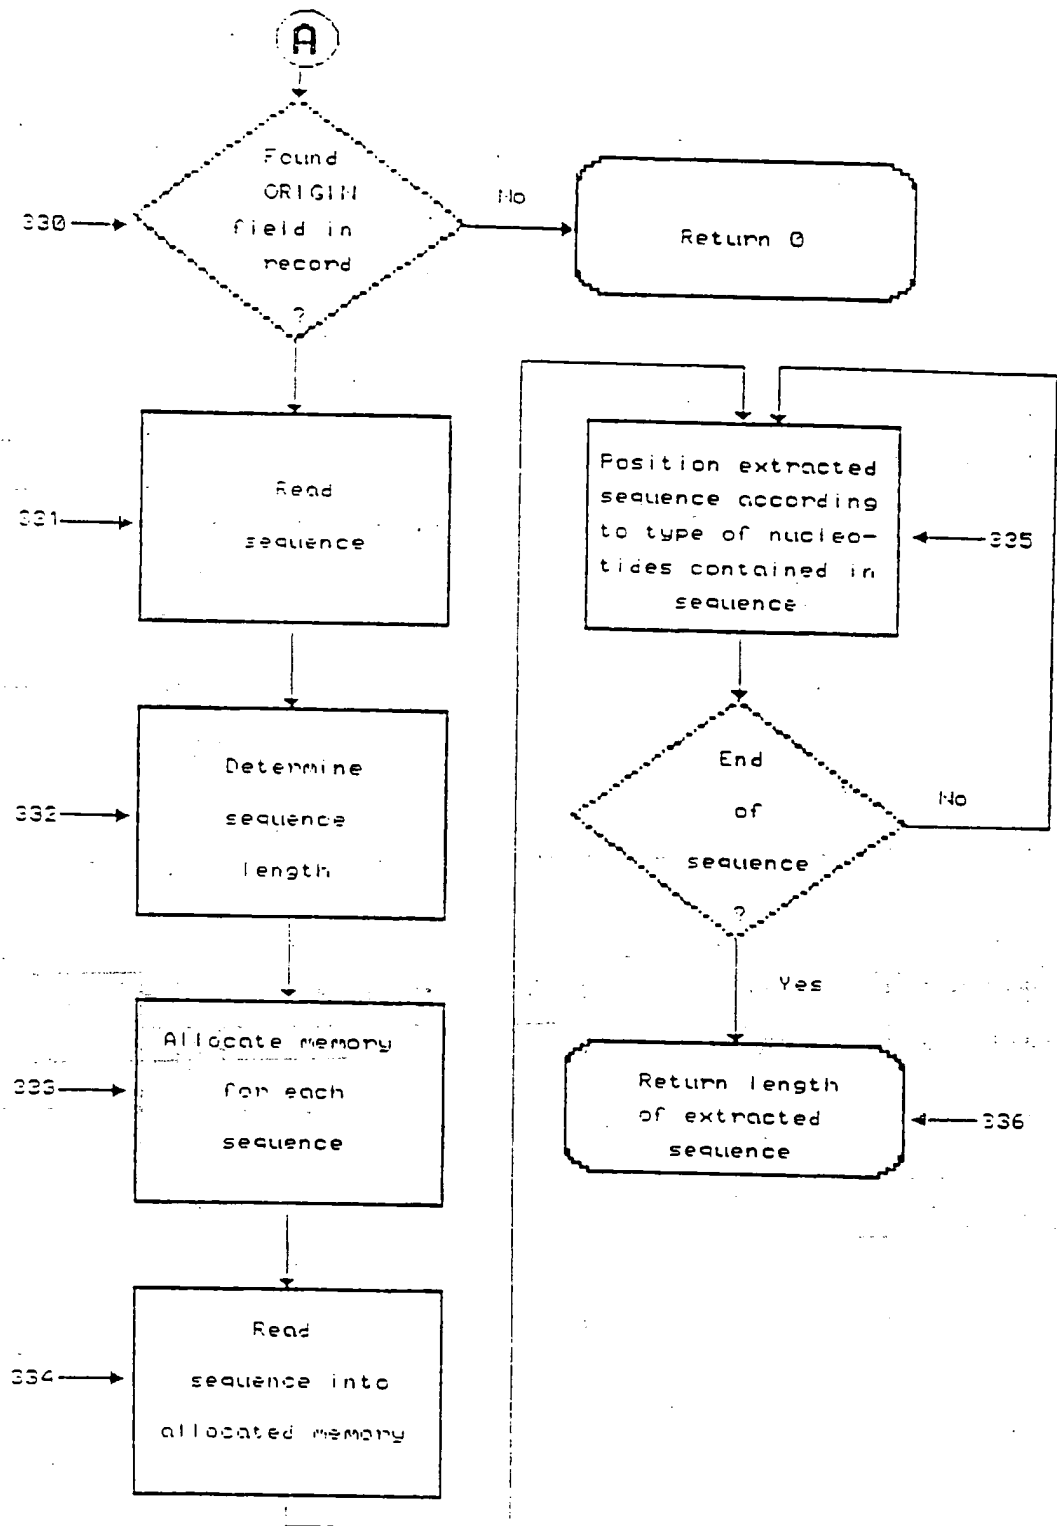 A
Found
ORIGIN
field in
record
?
330
No
Return 0
Read
sequence
331
Determine
sequence
length
332
Allocate memory
for each
sequence
333
Read
sequence into
allocated memory
334
Position extracted
sequence according
to type of nucleo-
tides contained in
sequence
335
End
of
sequence
?
No
Yes
Return length
of extracted
sequence
336